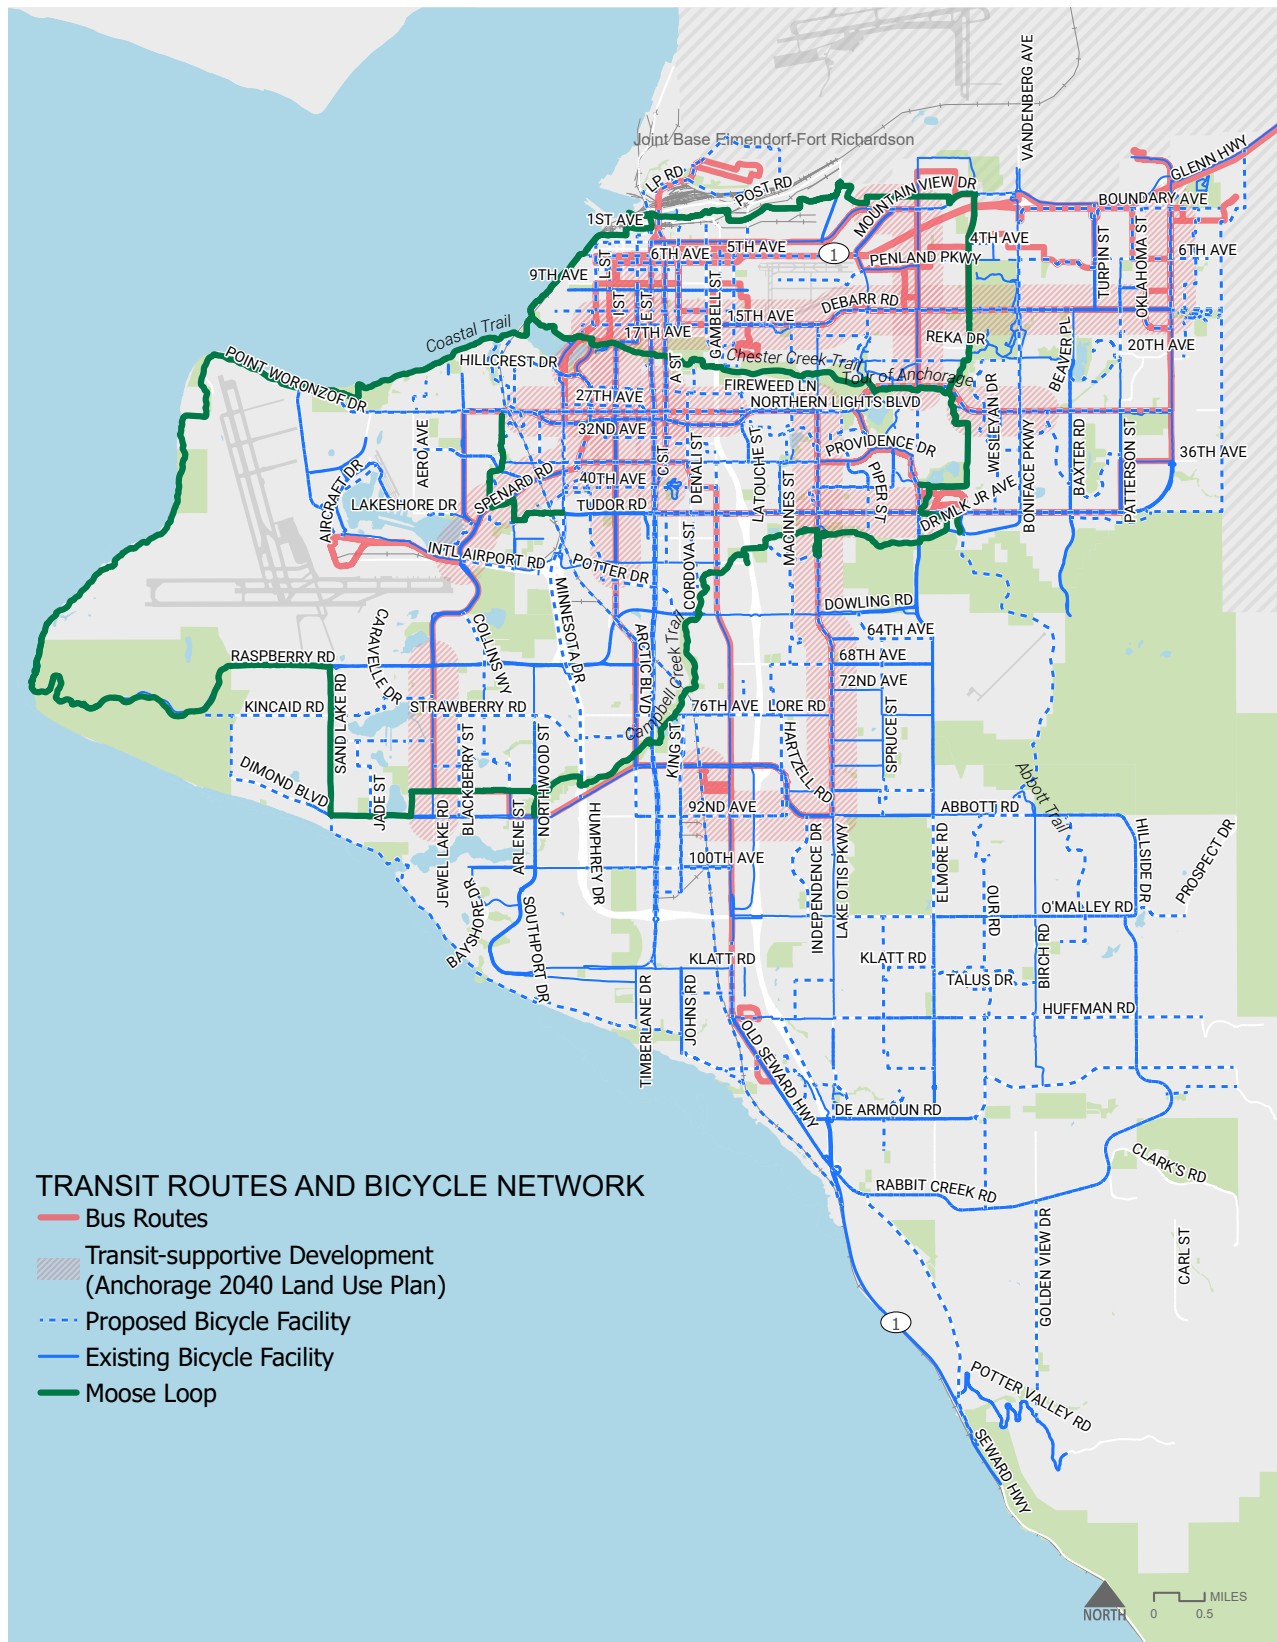 VANDENBERG AVE
Joint Base Elmendorf-Fort Richardson
GLENN HWY
LP RD
POST RD
MOUNTAIN VIEW DR
BOUNDARY AVE
1ST AVE
5TH AVE
4TH AVE
6TH AVE
6TH AVE
1
PENLAND PKWY
TURPIN ST
OKLAHOMA ST
9TH AVE
L ST
I ST
E ST
GAMBELL ST
DEBARR RD
15TH AVE
17TH AVE
REKA DR
20TH AVE
Coastal Trail
HILLCREST DR
A ST
Chester Creek Trail
Tour of Anchorage
BEAVER PL
POINT WORONZOF DR
FIREWEED LN
27TH AVE
NORTHERN LIGHTS BLVD
WESLEYAN DR
32ND AVE
AERO AVE
C ST
DENALI ST
LATOUCHE ST
PROVIDENCE DR
BONIFACE PKWY
BAXTER RD
PATTERSON ST
36TH AVE
AIRCRAFT DR
LAKESHORE DR
SPENARD RD
40TH AVE
TUDOR RD
MACINNES ST
PIPER ST
DR MLK JR AVE
INTL AIRPORT RD
POTTER DR
CORDOVA ST
MINNESOTA DR
DOWLING RD
64TH AVE
CARAVELLE DR
COLLINS WY
ARCTIC BLVD
Campbell Creek Trail
RASPBERRY RD
68TH AVE
72ND AVE
KINCAID RD
SAND LAKE RD
STRAWBERRY RD
76TH AVE
LORE RD
SPRUCE ST
BLACKBERRY ST
NORTHWOOD ST
KING ST
HARTZELL RD
DIMOND BLVD
JADE ST
Abbott Trail
JEWEL LAKE RD
ARLENE ST
HUMPHREY DR
92ND AVE
ABBOTT RD
INDEPENDENCE DR
LAKE OTIS PKWY
ELMORE RD
HILLSIDE DR
PROSPECT DR
100TH AVE
BAYSHORE DR
SOUTHPORT DR
OUR RD
O'MALLEY RD
BIRCH RD
KLATT RD
KLATT RD
TALUS DR
TIMBERLANE DR
JOHNS RD
HUFFMAN RD
OLD SEWARD HWY
DE ARMOUN RD
CLARK'S RD
RABBIT CREEK RD
TRANSIT ROUTES AND BICYCLE NETWORK
Bus Routes
Transit-supportive Development
(Anchorage 2040 Land Use Plan)
Proposed Bicycle Facility
Existing Bicycle Facility
Moose Loop
GOLDEN VIEW DR
CARL ST
1
POTTER VALLEY RD
SEWARD HWY
NORTH
MILES
0 0.5